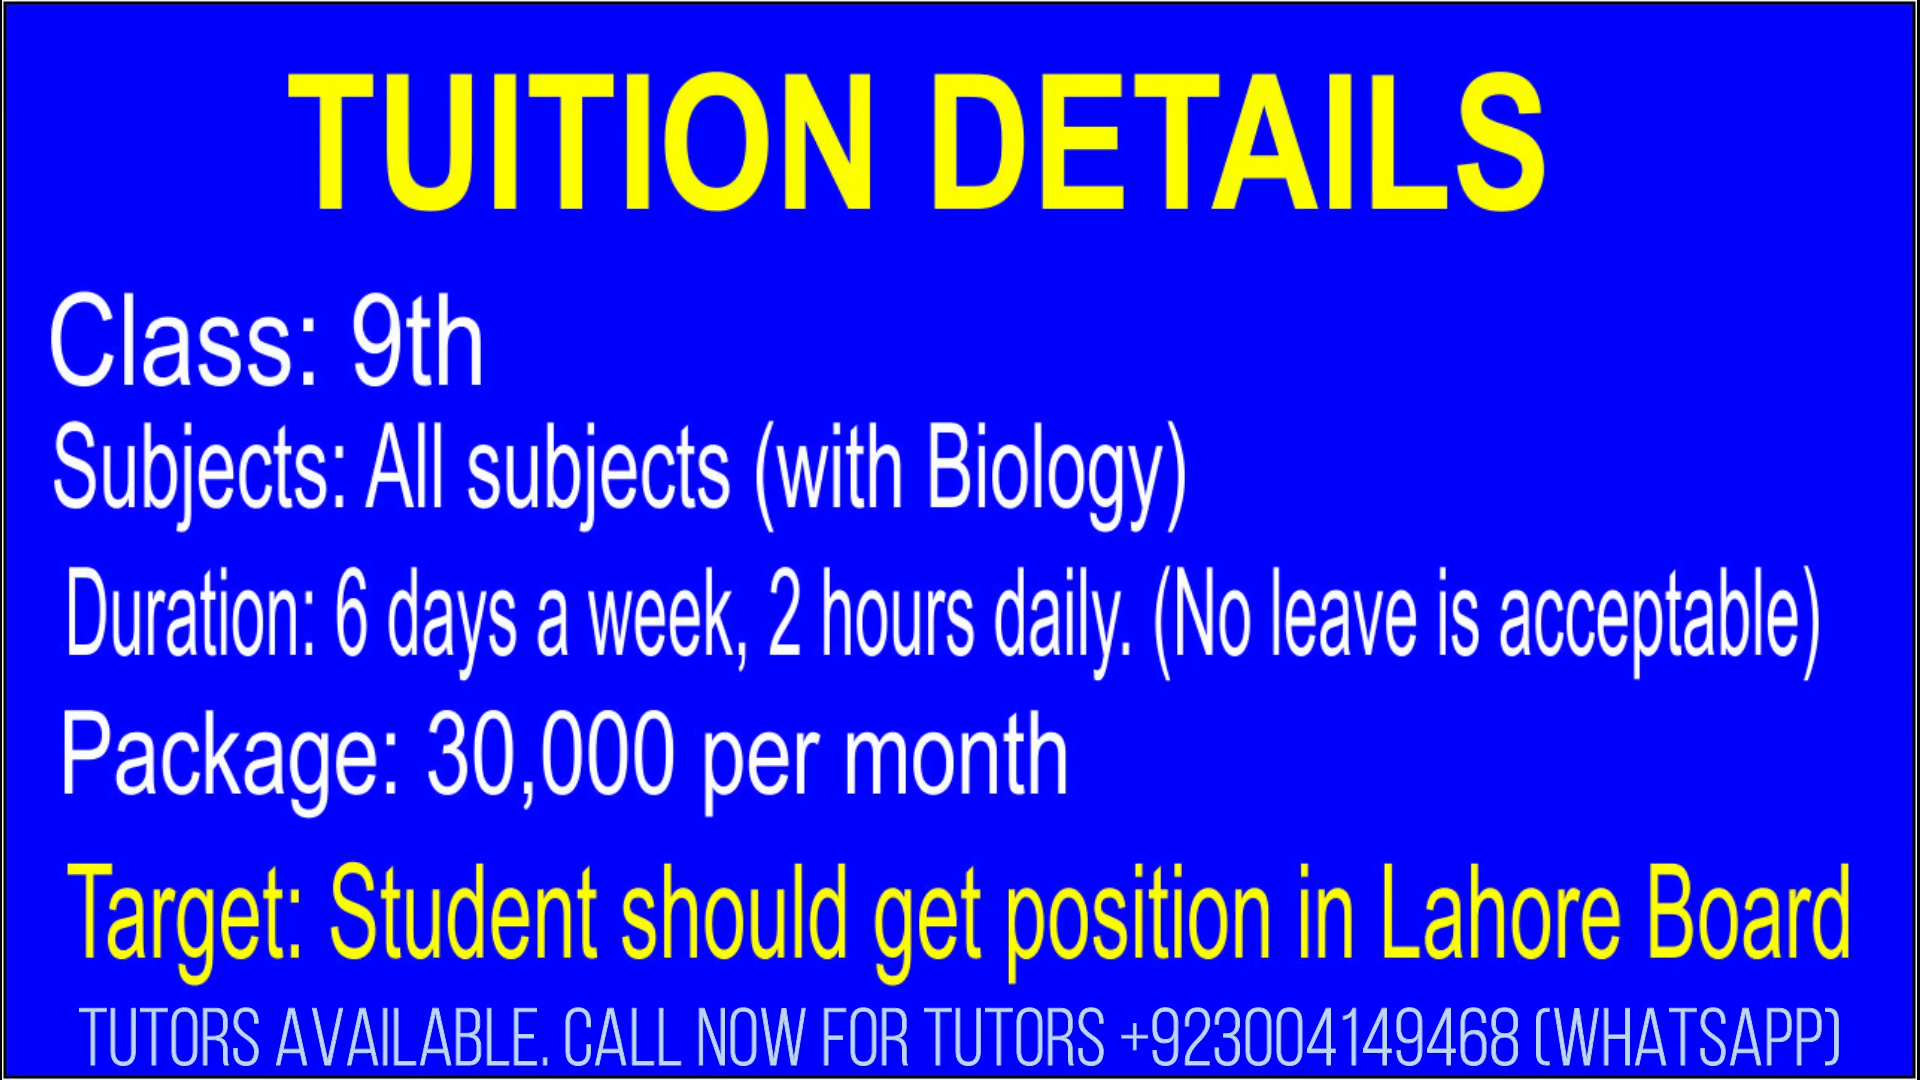 TUITION DETAILS
Class: 9th
Subjects: All subjects (with Biology)
Duration: 6 days a week, 2 hours daily. (No leave is acceptable)
Package: 30,000 per month
Target: Student should get position in Lahore Board
TUTORS AVAILABLE. CALL NOW FOR TUTORS +923004149468 (WHATSAPP)